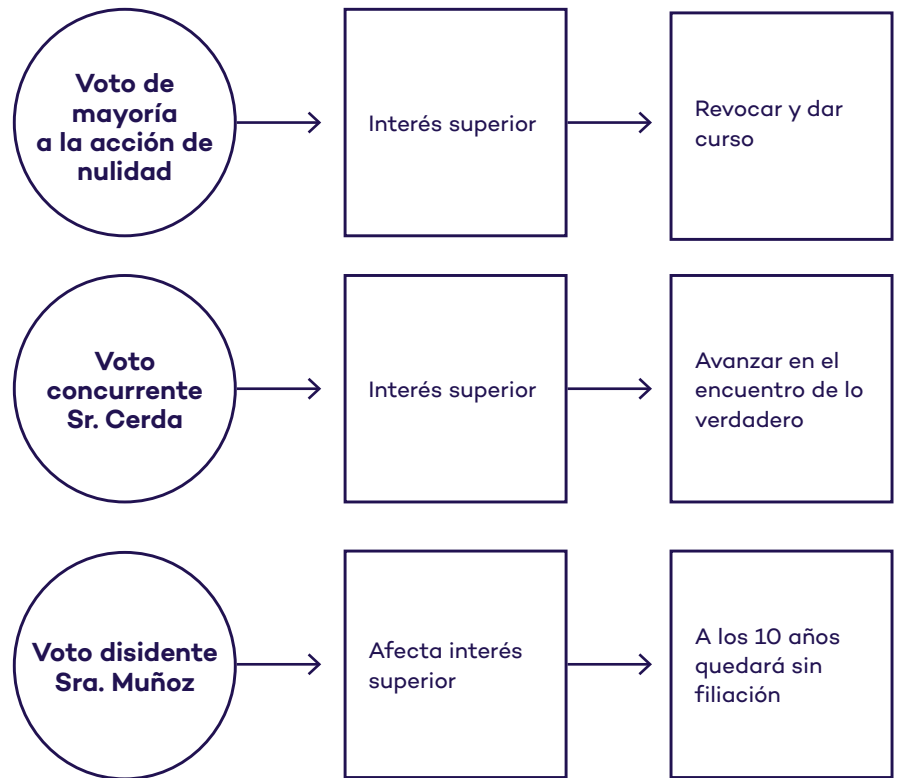 Voto de
mayoría
a la acción de
nulidad
Interés superior
Revocar y dar
curso
Voto
concurrente
Sr. Cerda
Interés superior
Avanzar en el
encuentro de lo
verdadero
Voto disidente
Sra. Muñoz
Afecta interés
superior
A los 10 años
quedará sin
filiación